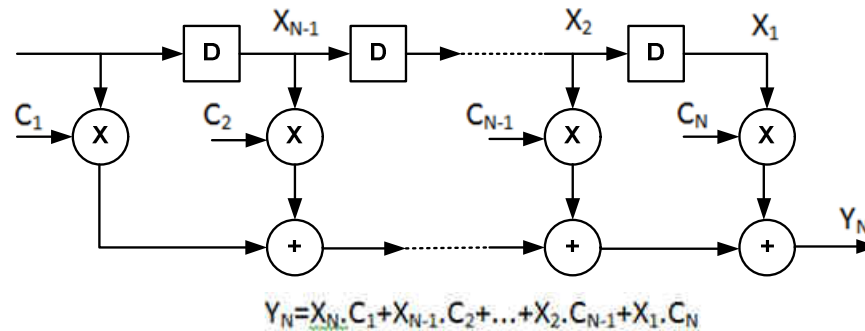 X_{N-1} X_2 X_1
D D D
C_1 X C_2 X C_{N-1} X C_N X
Y_N
+ + +
Y_N=X_N.C_1+X_{N-1}.C_2+...+X_2.C_{N-1}+X_1.C_N